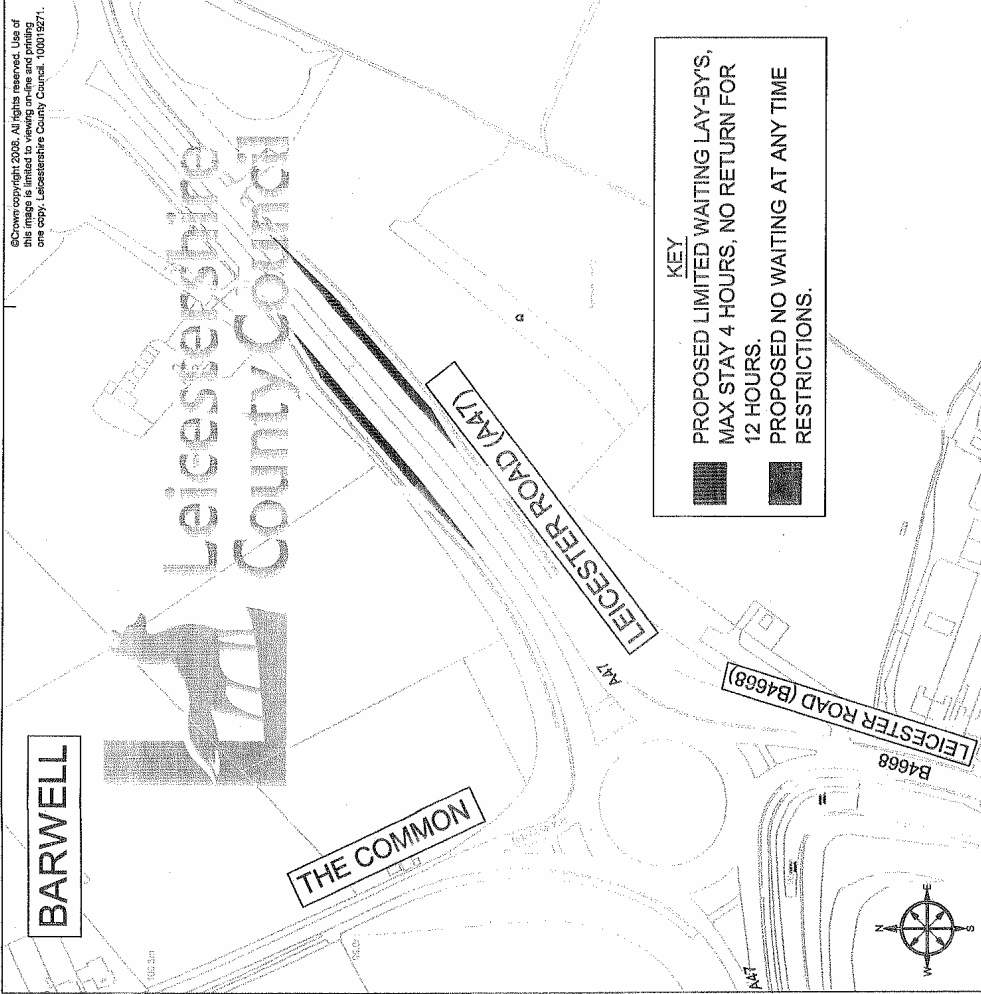 ©Crown copyright 2008. All rights reserved. Use of
this image is limited to viewing on-line and printing
one copy. Leicestershire County Council. 100019271.
BARWELL
Leicestershire
County Council
THE COMMON
LEICESTER ROAD (A47)
A47
LEICESTER ROAD (B4668)
B4668
A47
KEY
PROPOSED LIMITED WAITING LAY-BY'S,
MAX STAY 4 HOURS, NO RETURN FOR
12 HOURS.
PROPOSED NO WAITING AT ANY TIME
RESTRICTIONS.
N
E
S
W